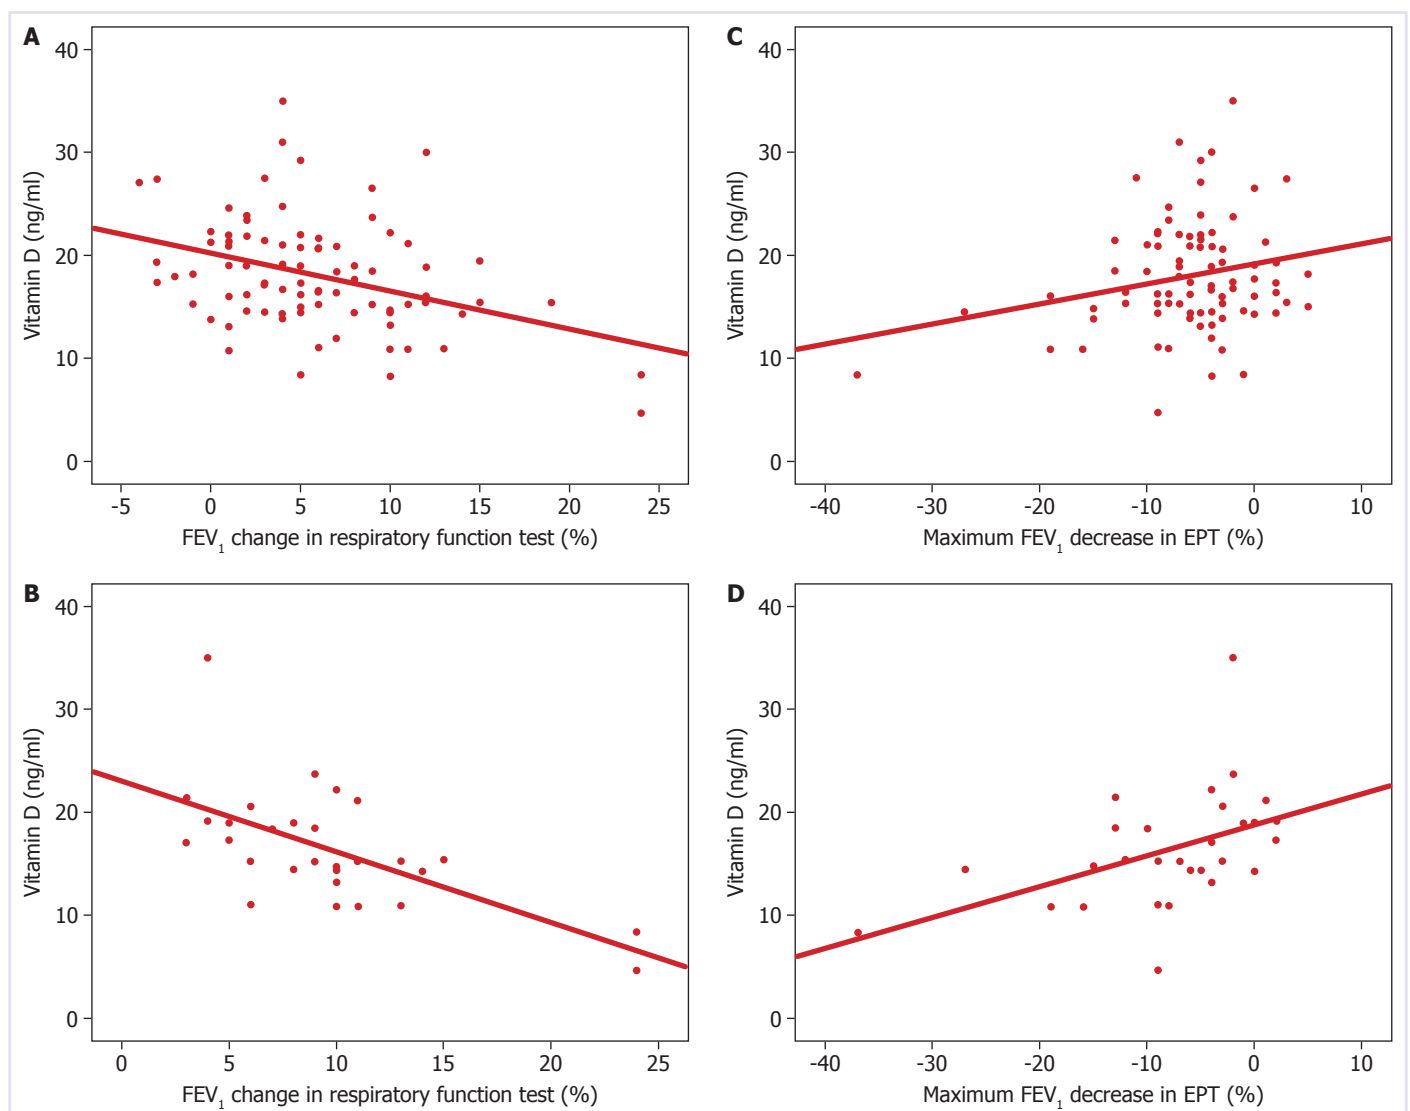 A
40
30
20
10
0
Vitamin D (ng/ml)
-5 0 5 10 15 20 25
FEV1 change in respiratory function test (%)
C
40
30
20
10
0
Vitamin D (ng/ml)
-40 -30 -20 -10 0 10
Maximum FEV1 decrease in EPT (%)
B
40
30
20
10
0
Vitamin D (ng/ml)
0 5 10 15 20 25
FEV1 change in respiratory function test (%)
D
40
30
20
10
0
Vitamin D (ng/ml)
-40 -30 -20 -10 0 10
Maximum FEV1 decrease in EPT (%)